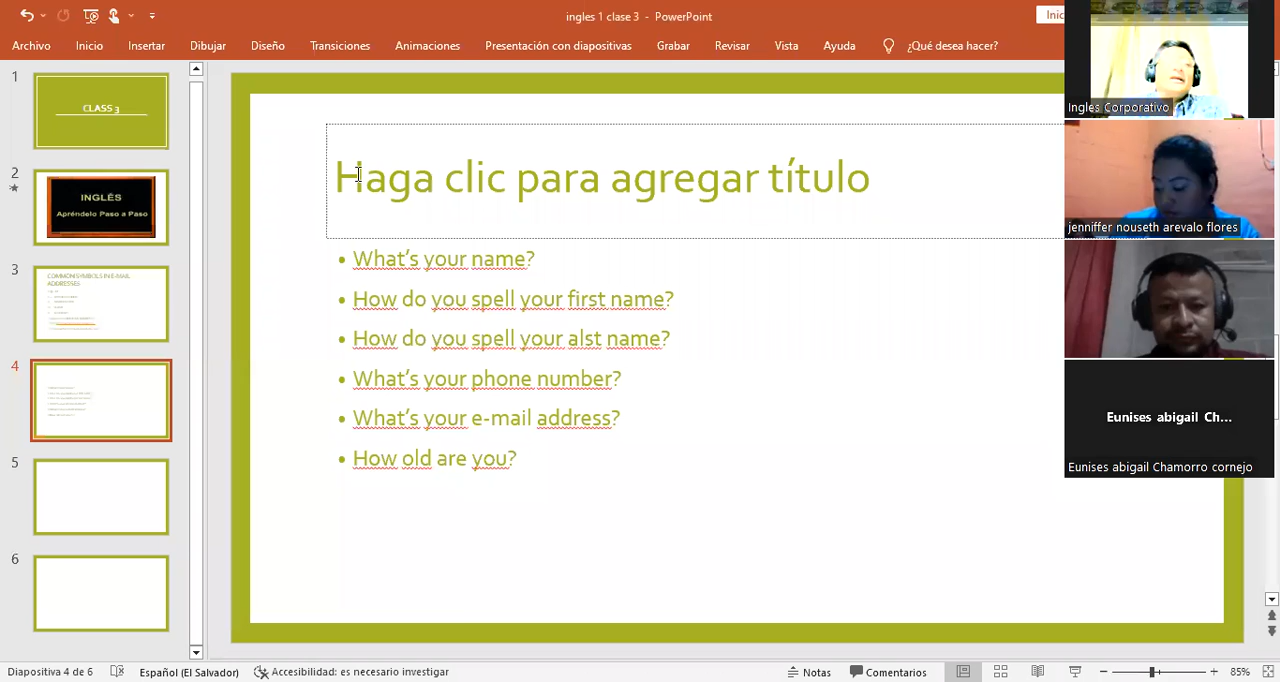 ingles 1 clase 3 - PowerPoint
Inic
Archivo Inicio Insertar Dibujar Diseño Transiciones Animaciones Presentación con diapositivas Grabar Revisar Vista Ayuda ¿Qué desea hacer?
1
CLASS 3
2
INGLÉS
Apréndelo Paso a Paso
3
COMMON SYMBOLS IN E-MAIL
ADDRESSES:
4
5
6
Haga clic para agregar título
• What's your name?
• How do you spell your first name?
• How do you spell your alst name?
• What's your phone number?
• What's your e-mail address?
• How old are you?
Ingles Corporativo
jenniffer nouseth arevalo flores
Eunises abigail Ch...
Eunises abigail Chamorro cornejo
Diapositiva 4 de 6 Español (El Salvador) Accesibilidad: es necesario investigar Notas Comentarios 85%